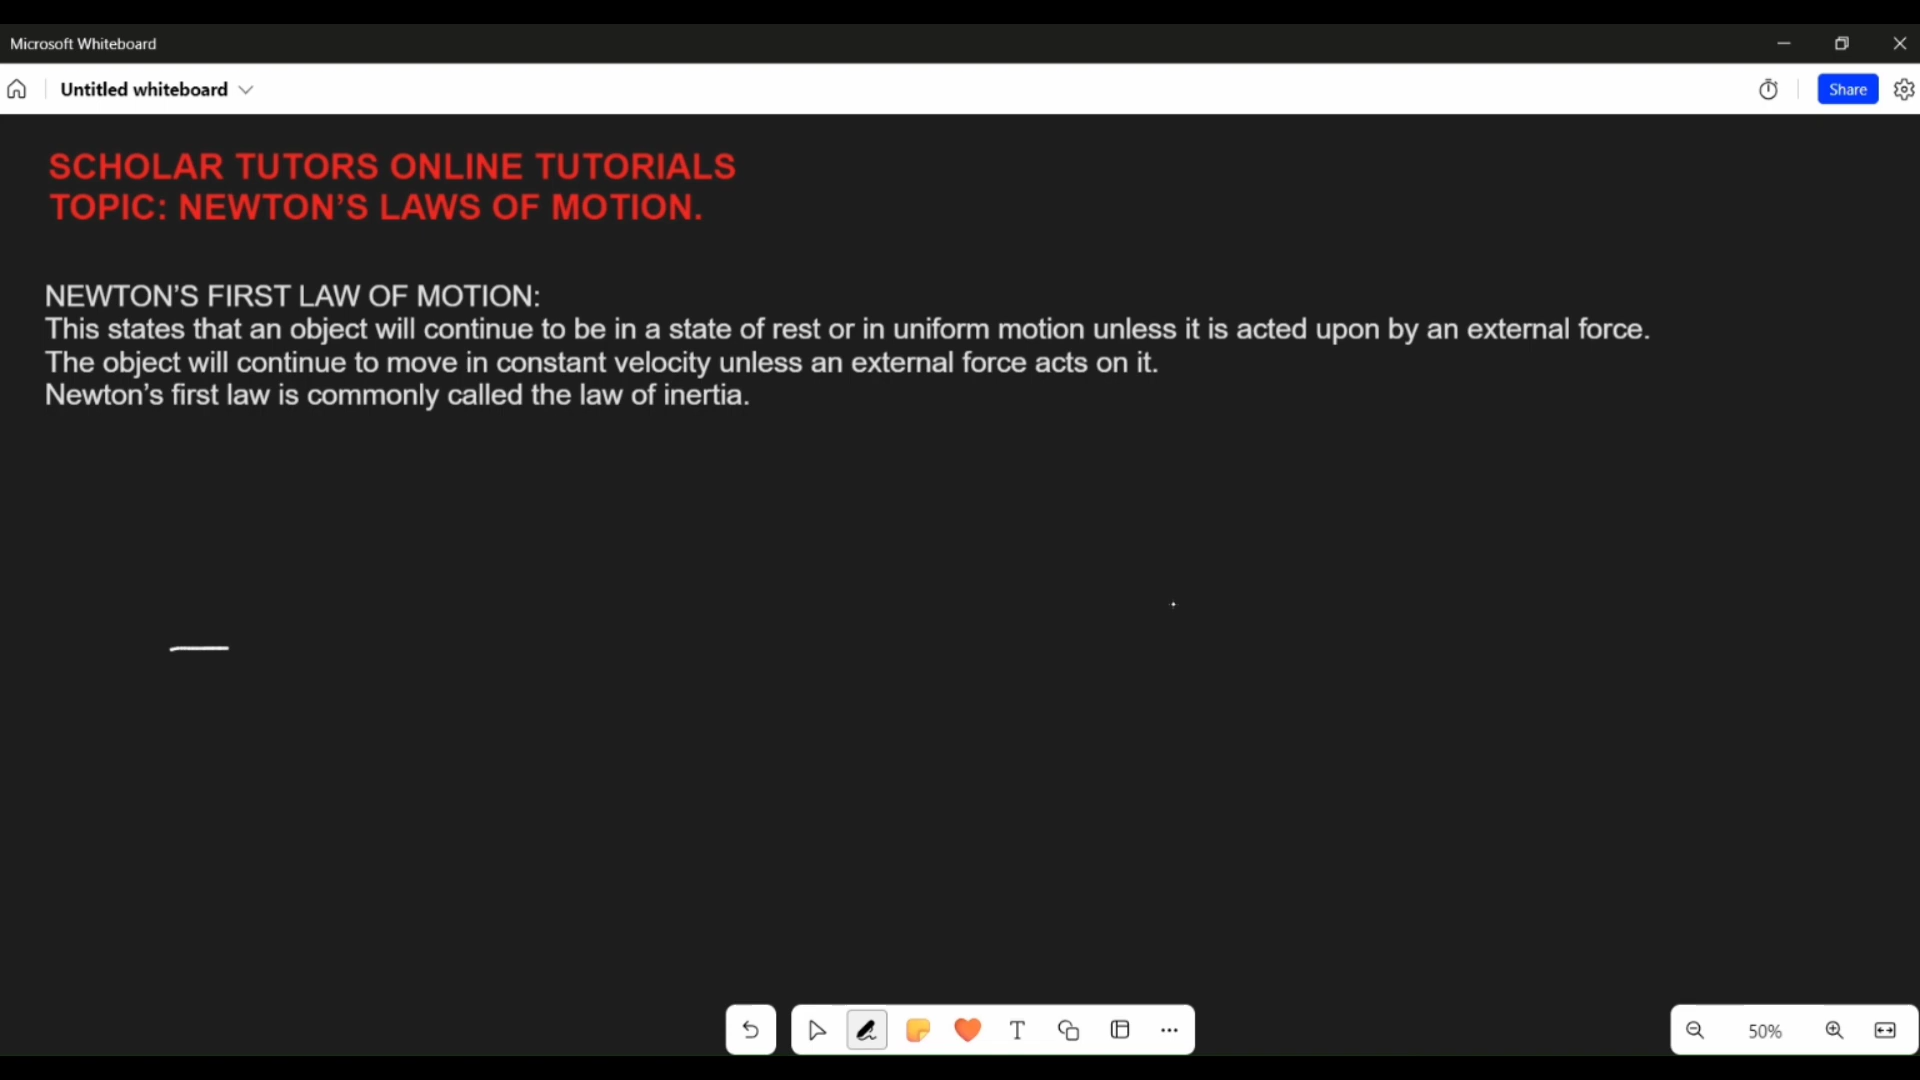 Microsoft Whiteboard
Untitled whiteboard
Share
SCHOLAR TUTORS ONLINE TUTORIALS
TOPIC: NEWTON’S LAWS OF MOTION.
NEWTON’S FIRST LAW OF MOTION:
This states that an object will continue to be in a state of rest or in uniform motion unless it is acted upon by an external force.
The object will continue to move in constant velocity unless an external force acts on it.
Newton’s first law is commonly called the law of inertia.
50%